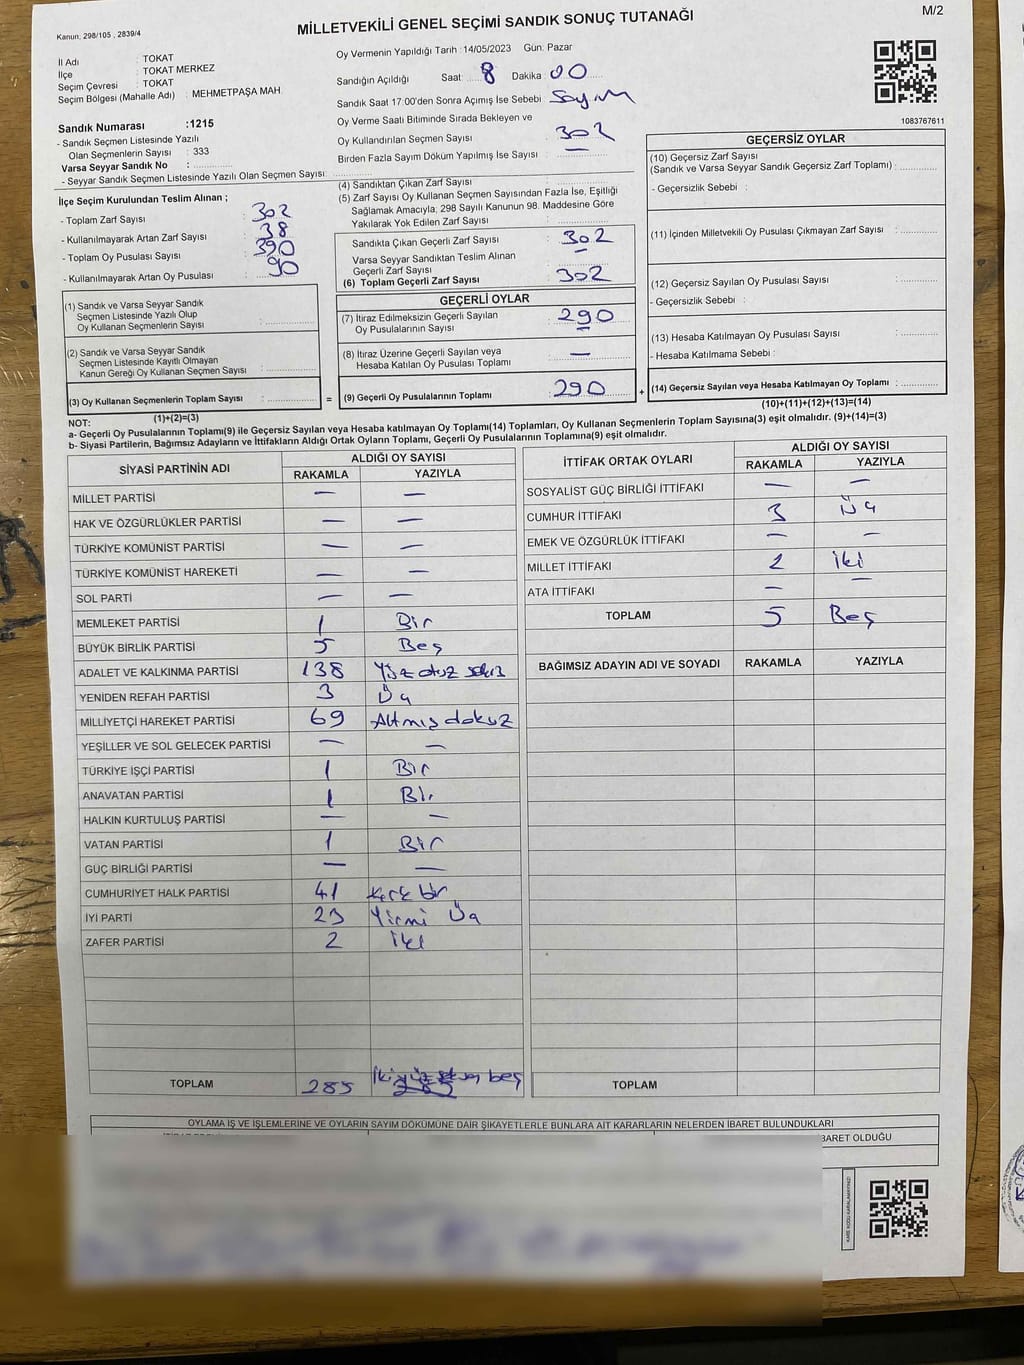 Kanun, 298/105 , 2839/4
MİLLETVEKİLİ GENEL SEÇİMİ SANDIK SONUÇ TUTANAĞI
M/2
İl Adı : TOKAT
İlçe : TOKAT MERKEZ
Seçim Çevresi : TOKAT
Seçim Bölgesi (Mahalle Adı) : MEHMETPAŞA MAH
Sandık Numarası :1215
- Sandık Seçmen Listesinde Yazılı
Olan Seçmenlerin Sayısı : 333
Varsa Seyyar Sandık No :
- Seyyar Sandık Seçmen Listesinde Yazılı Olan Seçmen Sayısı:
Oy Vermenin Yapıldığı Tarih :14/05/2023 Gün: Pazar
Sandığın Açıldığı Saat: 8 Dakika : 00
Sandık Saat 17:00'den Sonra Açımış İse Sebebi : Sayım
Oy Verme Saati Bitiminde Sırada Bekleyen ve
Oy Kullandırılan Seçmen Sayısı : 302
Birden Fazla Sayım Döküm Yapılmış İse Sayısı : —
1083767611
İlçe Seçim Kurulundan Teslim Alınan ;
- Toplam Zarf Sayısı : 302
- Kullanılmayarak Artan Zarf Sayısı : 38
- Toplam Oy Pusulası Sayısı : 390
- Kullanılmayarak Artan Oy Pusulası : 90
(4) Sandıktan Çıkan Zarf Sayısı :
(5) Zarf Sayısı Oy Kullanan Seçmen Sayısından Fazla İse, Eşitliği
Sağlamak Amacıyla, 298 Sayılı Kanunun 98. Maddesine Göre
Yakılarak Yok Edilen Zarf Sayısı :
Sandıkta Çıkan Geçerli Zarf Sayısı : 302
Varsa Seyyar Sandıktan Teslim Alınan
Geçerli Zarf Sayısı : —
(6) Toplam Geçerli Zarf Sayısı : 302
GEÇERSİZ OYLAR
(10) Geçersiz Zarf Sayısı
(Sandık ve Varsa Seyyar Sandık Geçersiz Zarf Toplamı) :
- Geçersizlik Sebebi :
(11) İçinden Milletvekili Oy Pusulası Çıkmayan Zarf Sayısı :
(12) Geçersiz Sayılan Oy Pusulası Sayısı :
- Geçersizlik Sebebi :
(13) Hesaba Katılmayan Oy Pusulası Sayısı :
- Hesaba Katılmama Sebebi :
(14) Geçersiz Sayılan veya Hesaba Katılmayan Oy Toplamı :
(10)+(11)+(12)+(13)=(14)
(1) Sandık ve Varsa Seyyar Sandık
Seçmen Listesinde Yazılı Olup
Oy Kullanan Seçmenlerin Sayısı :
(2) Sandık ve Varsa Seyyar Sandık
Seçmen Listesinde Kayıtlı Olmayan
Kanun Gereği Oy Kullanan Seçmen Sayısı :
(3) Oy Kullanan Seçmenlerin Toplam Sayısı : =
(1)+(2)=(3)
GEÇERLİ OYLAR
(7) İtiraz Edilmeksizin Geçerli Sayılan
Oy Pusulalarının Sayısı : 290
(8) İtiraz Üzerine Geçerli Sayılan veya
Hesaba Katılan Oy Pusulası Toplamı : —
(9) Geçerli Oy Pusulalarının Toplamı : 290 +
NOT:
a- Geçerli Oy Pusulalarının Toplamı(9) ile Geçersiz Sayılan veya Hesaba katılmayan Oy Toplamı(14) Toplamları, Oy Kullanan Seçmenlerin Toplam Sayısına(3) eşit olmalıdır. (9)+(14)=(3)
b- Siyasi Partilerin, Bağımsız Adayların ve İttifakların Aldığı Ortak Oyların Toplamı, Geçerli Oy Pusulalarının Toplamına(9) eşit olmalıdır.
SİYASİ PARTİNİN ADI ALDIĞI OY SAYISI
RAKAMLA YAZIYLA
MİLLET PARTİSİ — —
HAK VE ÖZGÜRLÜKLER PARTİSİ — —
TÜRKİYE KOMÜNİST PARTİSİ — —
TÜRKİYE KOMÜNİST HAREKETİ — —
SOL PARTİ — —
MEMLEKET PARTİSİ 1 Bir
BÜYÜK BİRLİK PARTİSİ 5 Beş
ADALET VE KALKINMA PARTİSİ 138 Yüz otuz sekiz
YENİDEN REFAH PARTİSİ 3 Üç
MİLLİYETÇİ HAREKET PARTİSİ 69 Altmış dokuz
YEŞİLLER VE SOL GELECEK PARTİSİ — —
TÜRKİYE İŞÇİ PARTİSİ 1 Bir
ANAVATAN PARTİSİ 1 Bir
HALKIN KURTULUŞ PARTİSİ — —
VATAN PARTİSİ 1 Bir
GÜÇ BİRLİĞİ PARTİSİ — —
CUMHURİYET HALK PARTİSİ 41 kırk bir
İYİ PARTİ 23 Yirmi Üç
ZAFER PARTİSİ 2 İki
TOPLAM 285 İki yüz seksen beş
İTTİFAK ORTAK OYLARI ALDIĞI OY SAYISI
RAKAMLA YAZIYLA
SOSYALİST GÜÇ BİRLİĞİ İTTİFAKI — —
CUMHUR İTTİFAKI 3 Üç
EMEK VE ÖZGÜRLÜK İTTİFAKI — —
MİLLET İTTİFAKI 2 İki
ATA İTTİFAKI — —
TOPLAM 5 Beş
BAĞIMSIZ ADAYIN ADI VE SOYADI RAKAMLA YAZIYLA
TOPLAM
OYLAMA İŞ VE İŞLEMLERİNE VE OYLARIN SAYIM DÖKÜMÜNE DAİR ŞİKAYETLERLE BUNLARA AİT KARARLARIN NELERDEN İBARET BULUNDUKLARI
BARET OLDUĞU
KARE KODU KARALAMAYINIZ!